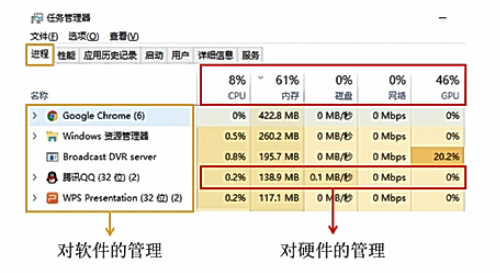 任务管理器
文件(F) 选项(O) 查看(V)
进程 性能 应用历史记录 启动 用户 详细信息 服务
8% 61% 0% 0% 46%
名称 CPU 内存 磁盘 网络 GPU
Google Chrome (6) 0% 422.8 MB 0 MB/秒 0 Mbps 0%
Windows 资源管理器 0.5% 260.2 MB 0 MB/秒 0 Mbps 0%
Broadcast DVR server 0.8% 195.7 MB 0 MB/秒 0 Mbps 20.2%
腾讯QQ (32 位) (2) 0.2% 138.9 MB 0.1 MB/秒 0 Mbps 0%
WPS Presentation (32 位) (2) 0.2% 117.1 MB 0 MB/秒 0 Mbps 0%
对软件的管理 对硬件的管理